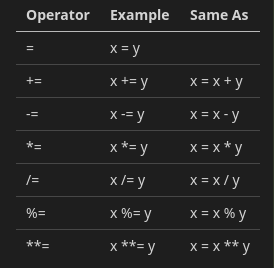 Operator Example Same As
= x = y
+= x += y x = x + y
-= x -= y x = x - y
*= x *= y x = x * y
/= x /= y x = x / y
%= x %= y x = x % y
**= x **= y x = x ** y